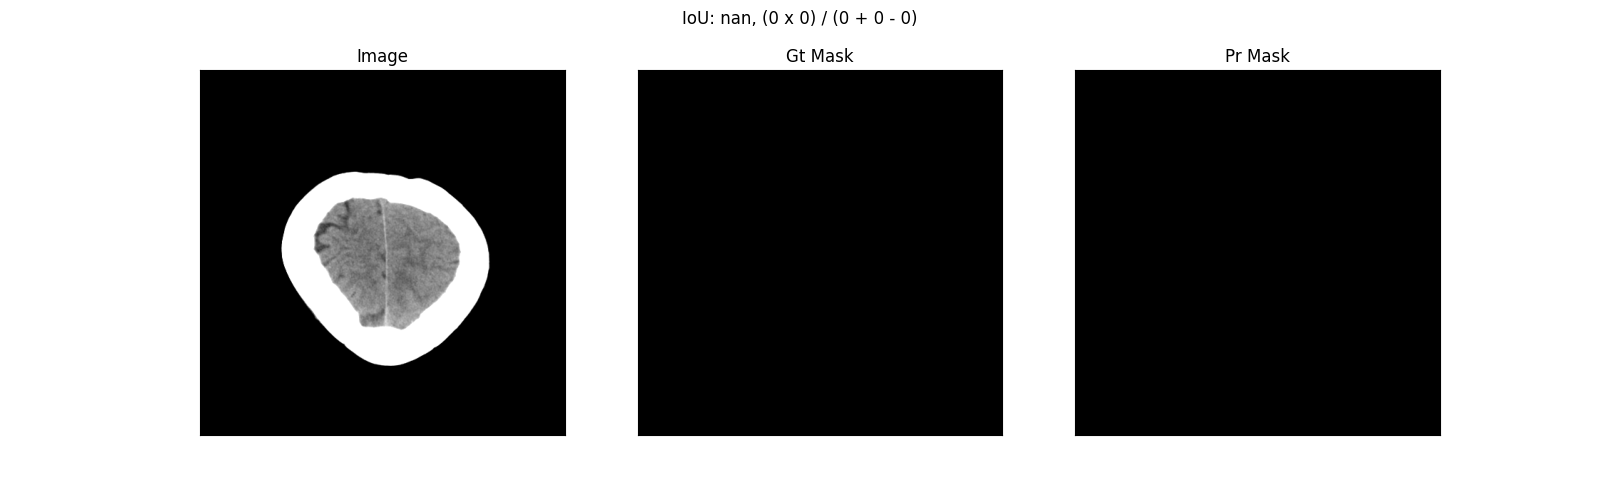 IoU: nan, (0 x 0) / (0 + 0 - 0)
Image
Gt Mask
Pr Mask